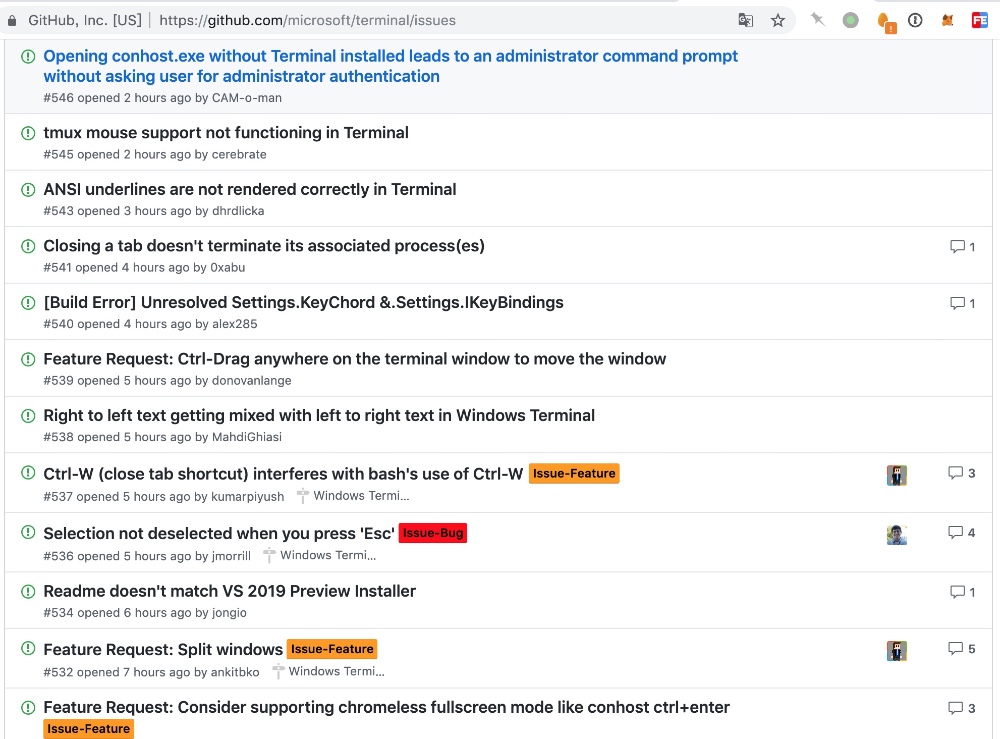 GitHub, Inc. [US] | https://github.com/microsoft/terminal/issues
Opening conhost.exe without Terminal installed leads to an administrator command prompt
without asking user for administrator authentication
#546 opened 2 hours ago by CAM-o-man
tmux mouse support not functioning in Terminal
#545 opened 2 hours ago by cerebrate
ANSI underlines are not rendered correctly in Terminal
#543 opened 3 hours ago by dhrdlicka
Closing a tab doesn't terminate its associated process(es) 1
#541 opened 4 hours ago by 0xabu
[Build Error] Unresolved Settings.KeyChord &.Settings.IKeyBindings 1
#540 opened 4 hours ago by alex285
Feature Request: Ctrl-Drag anywhere on the terminal window to move the window
#539 opened 5 hours ago by donovanlange
Right to left text getting mixed with left to right text in Windows Terminal
#538 opened 5 hours ago by MahdiGhiasi
Ctrl-W (close tab shortcut) interferes with bash's use of Ctrl-W Issue-Feature 3
#537 opened 5 hours ago by kumarpiyush Windows Termi...
Selection not deselected when you press 'Esc' Issue-Bug 4
#536 opened 5 hours ago by jmorrill Windows Termi...
Readme doesn't match VS 2019 Preview Installer 1
#534 opened 6 hours ago by jongio
Feature Request: Split windows Issue-Feature 5
#532 opened 7 hours ago by ankitbko Windows Termi...
Feature Request: Consider supporting chromeless fullscreen mode like conhost ctrl+enter 3
Issue-Feature